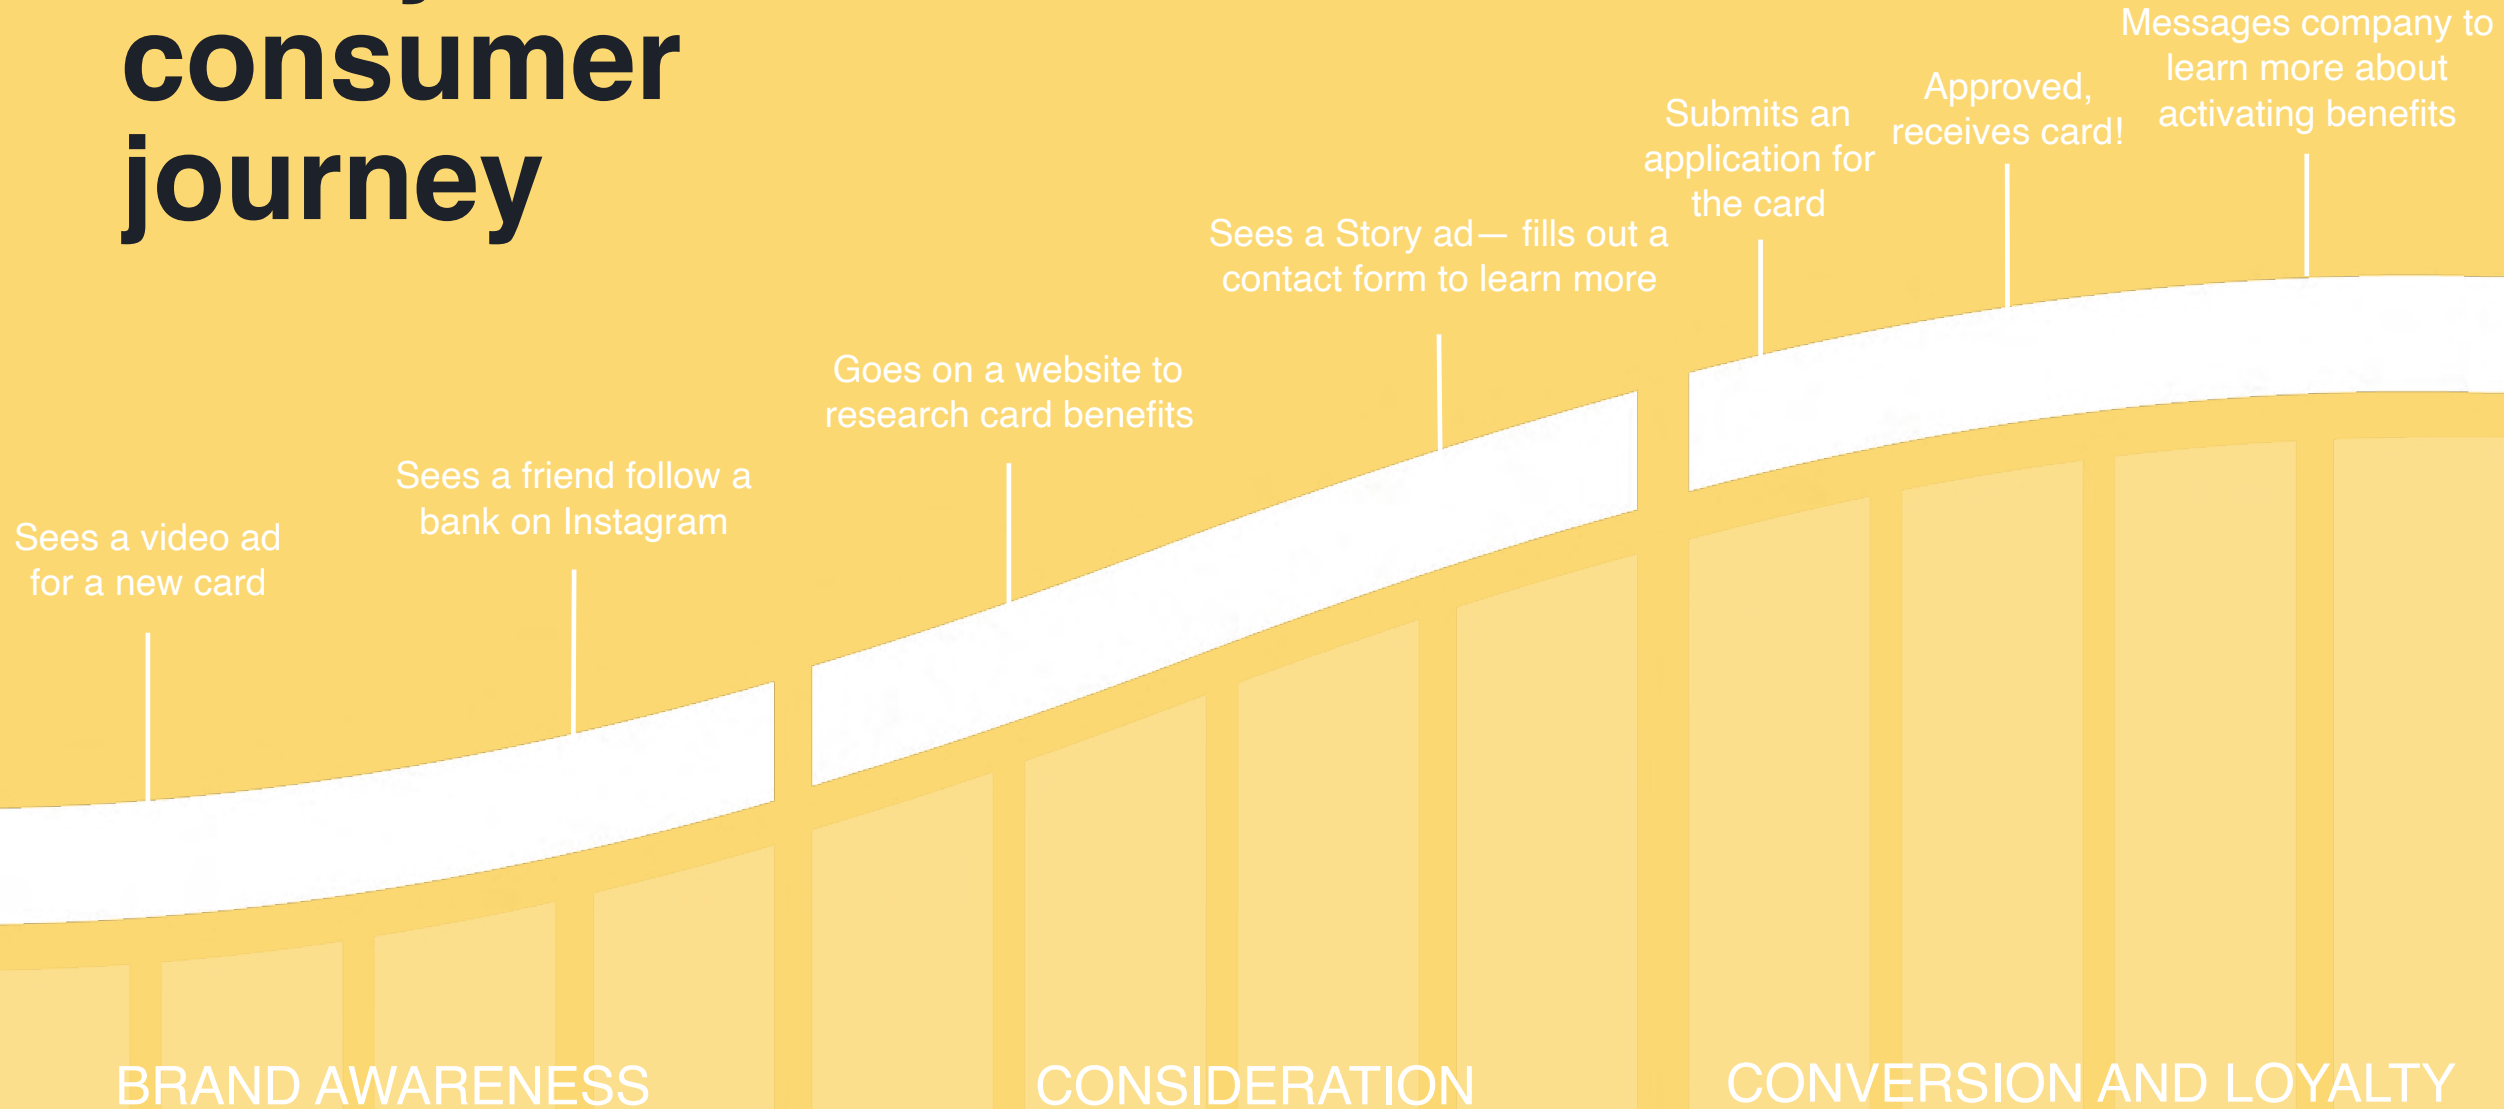 consumer
journey
Messages company to
learn more about
activating benefits
Approved,
receives card!
Submits an
application for
the card
Sees a Story ad— fills out a
contact form to learn more
Goes on a website to
research card benefits
Sees a friend follow a
bank on Instagram
Sees a video ad
for a new card
BRAND AWARENESS
CONSIDERATION
CONVERSION AND LOYALTY